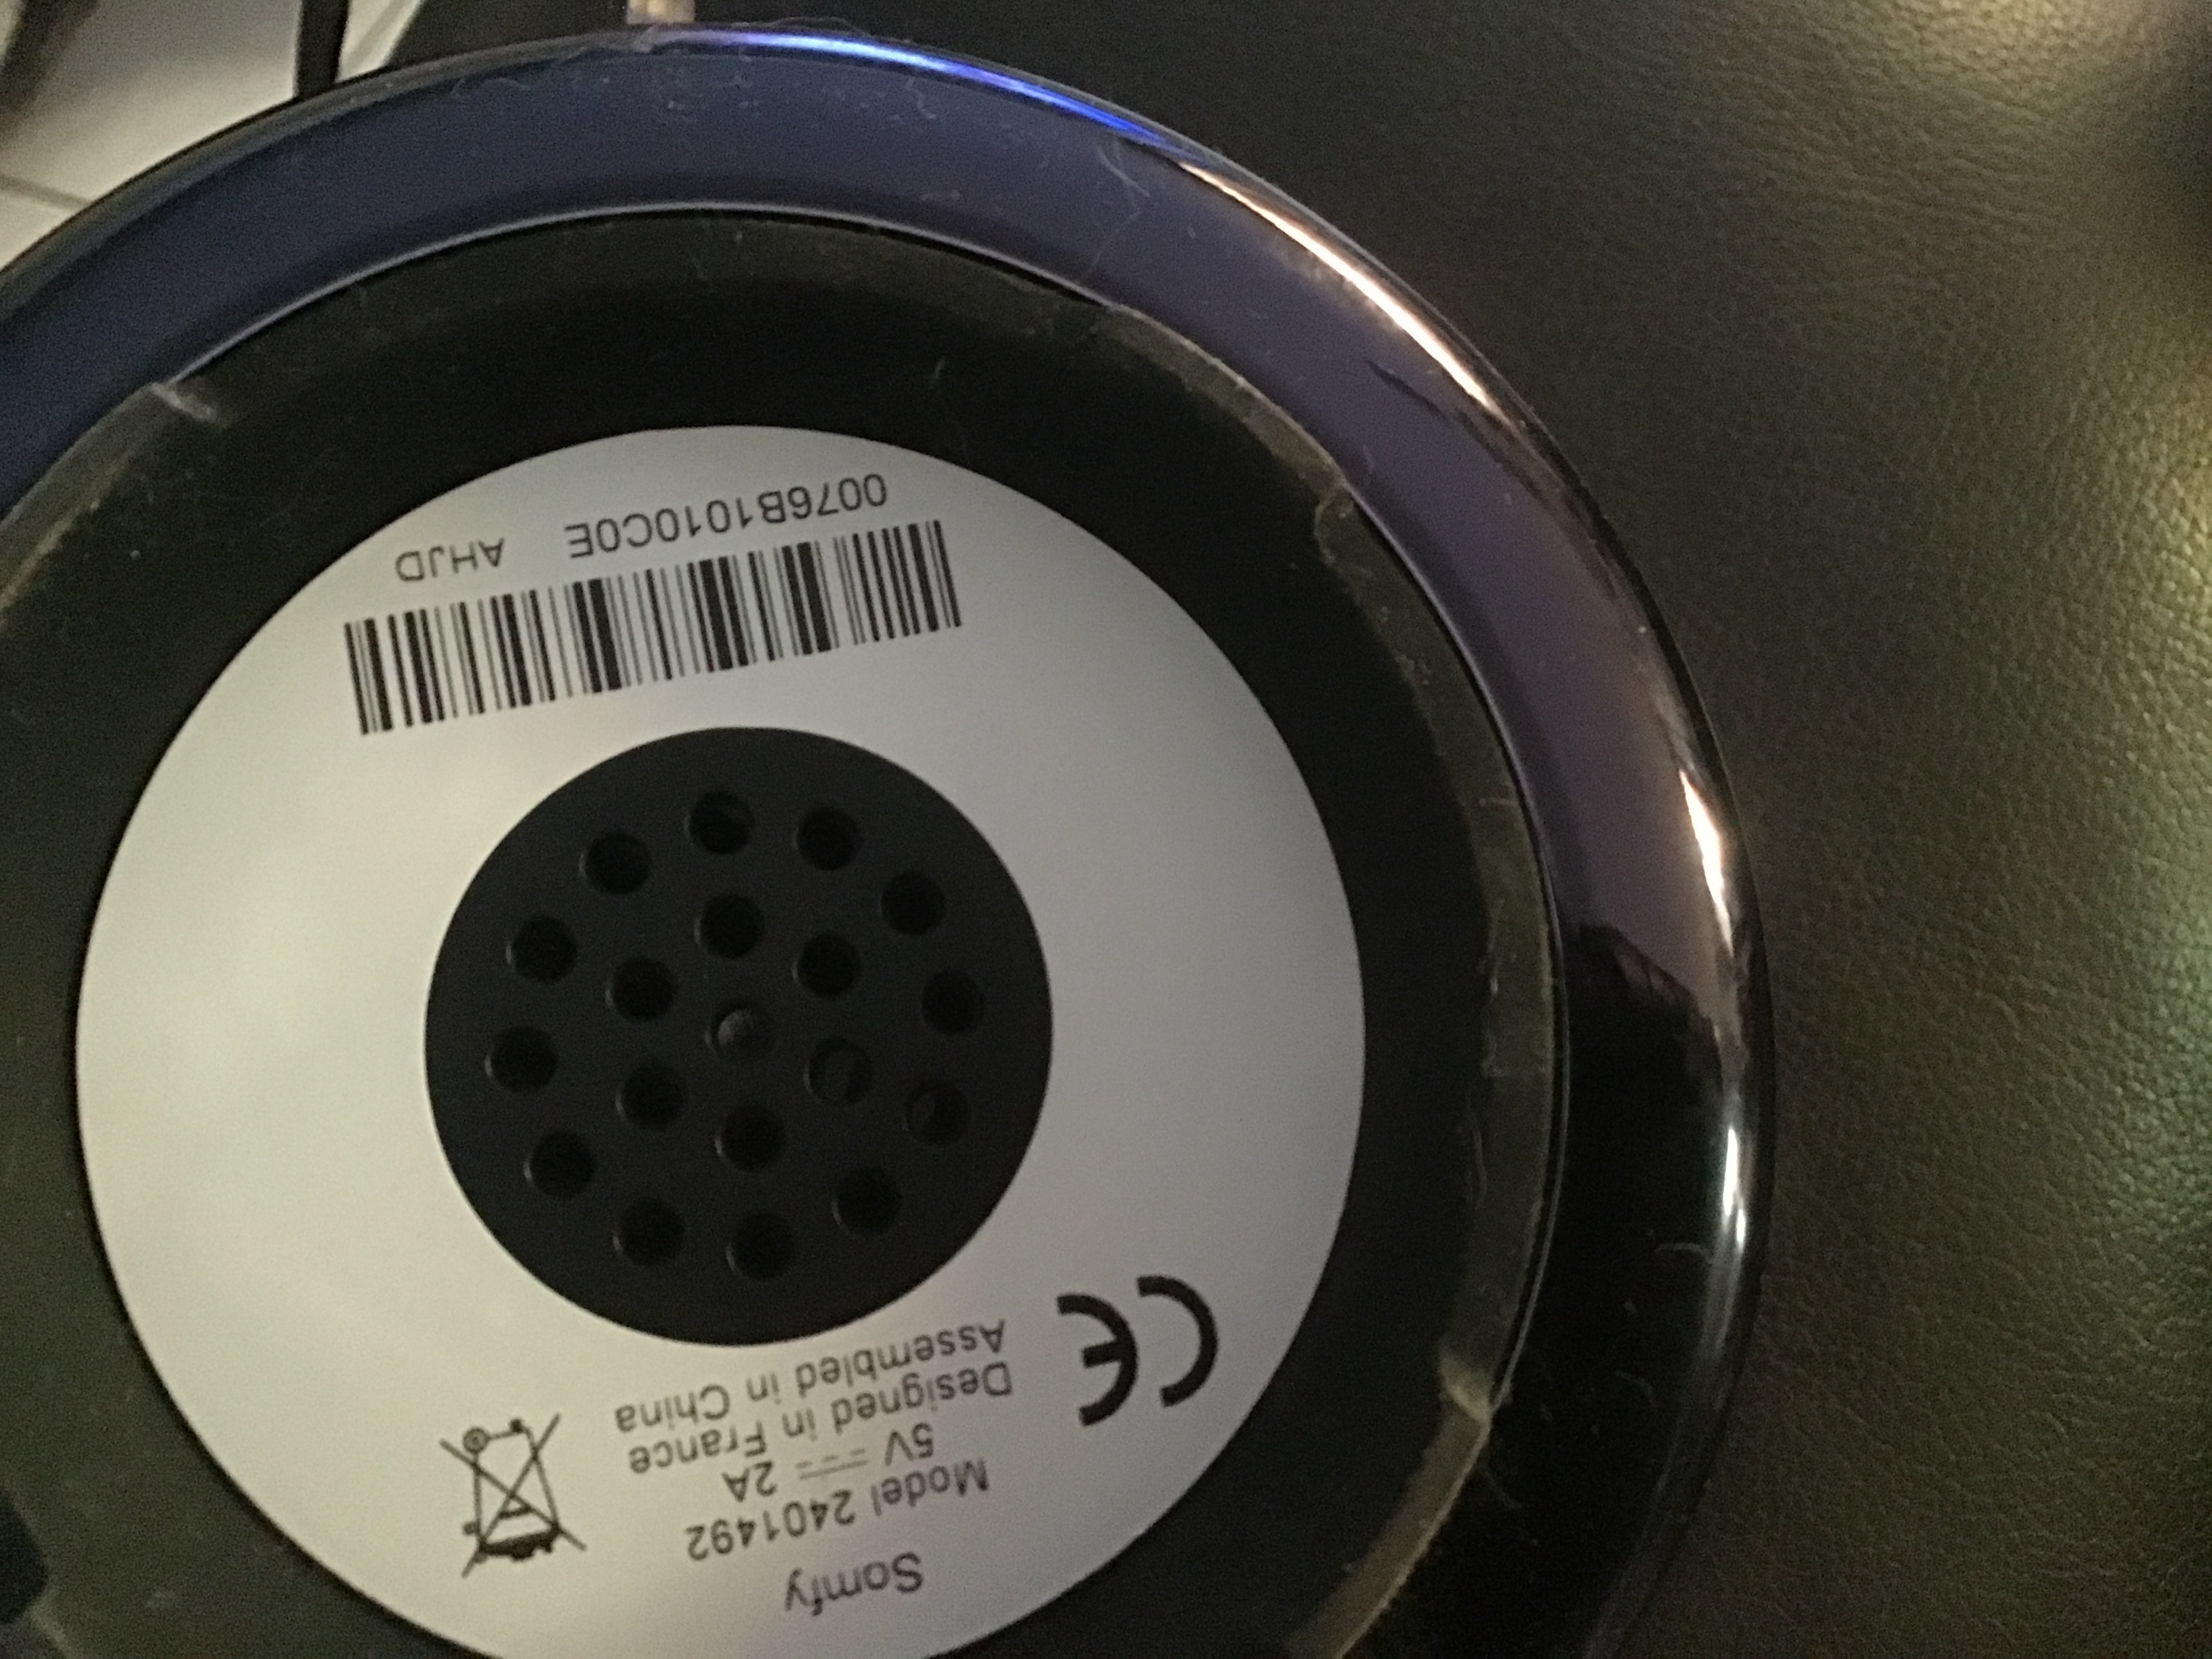 Somfy
Model 2401492
5V ⎓ 2A
Designed in France
Assembled in China
CE
0076B1010C0E AHJD